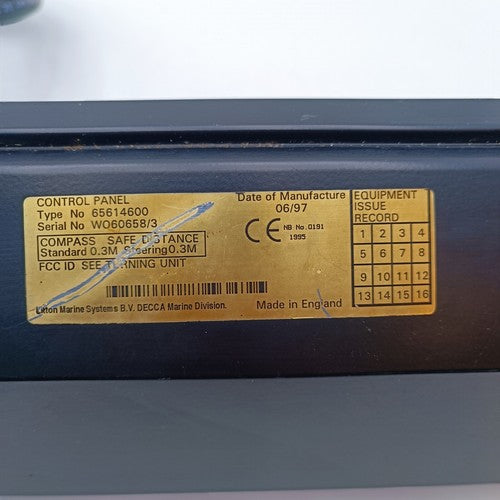 CONTROL PANEL
Type No 65614600
Serial No WO60658/3
COMPASS SAFE DISTANCE
Standard 0.3M Steering 0.3M
FCC ID SEE TURNING UNIT
Litton Marine Systems B.V. DECCA Marine Division.
Date of Manufacture
06/97
CE NB No.0191
1995
Made in England
EQUIPMENT
ISSUE
RECORD
1 2 3 4
5 6 7 8
9 10 11 12
13 14 15 16